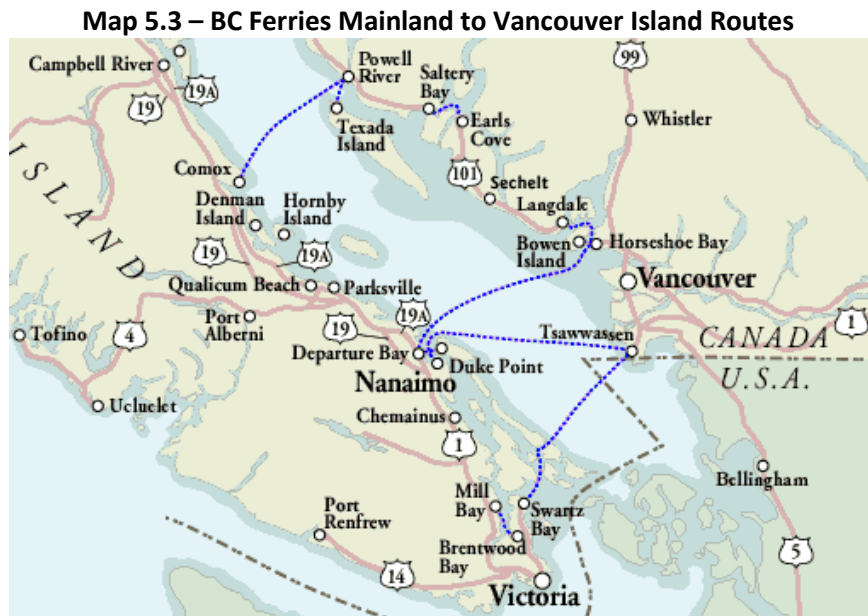 Map 5.3 – BC Ferries Mainland to Vancouver Island Routes
Campbell River
19
19A
Powell
River
Saltery
Bay
99
Texada
Island
Earls
Cove
Whistler
ISLAND
Comox
101
Sechelt
Denman
Island
Hornby
Island
Langdale
Bowen
Island
Horseshoe Bay
19
19A
Qualicum Beach
Parksville
Vancouver
Tofino
4
Port
Alberni
19
19A
Tsawwassen
1
CANADA
Departure Bay
Duke Point
U.S.A.
Nanaimo
Ucluelet
Chemainus
1
Bellingham
Mill
Bay
Swartz
Bay
Port
Renfrew
Brentwood
Bay
5
14
Victoria